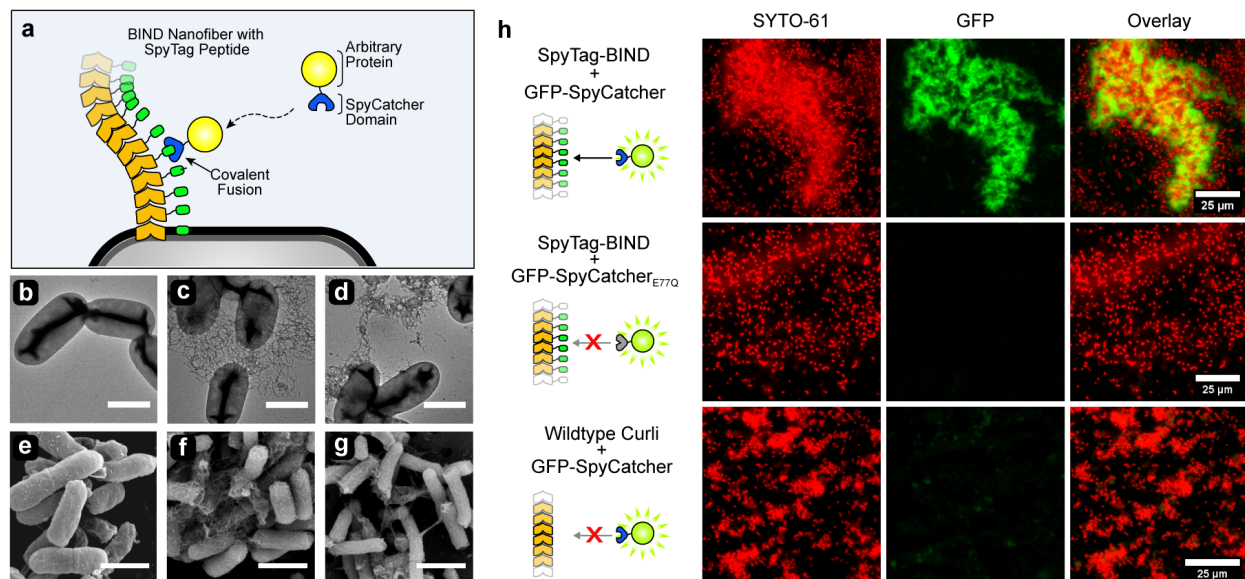 a
BIND Nanofiber with
SpyTag Peptide
Arbitrary
Protein
SpyCatcher
Domain
Covalent
Fusion
b
c
d
e
f
g
h
SYTO-61
GFP
Overlay
SpyTag-BIND
+
GFP-SpyCatcher
25 µm
SpyTag-BIND
+
GFP-SpyCatcherE77Q
X
25 µm
Wildtype Curli
+
GFP-SpyCatcher
X
25 µm